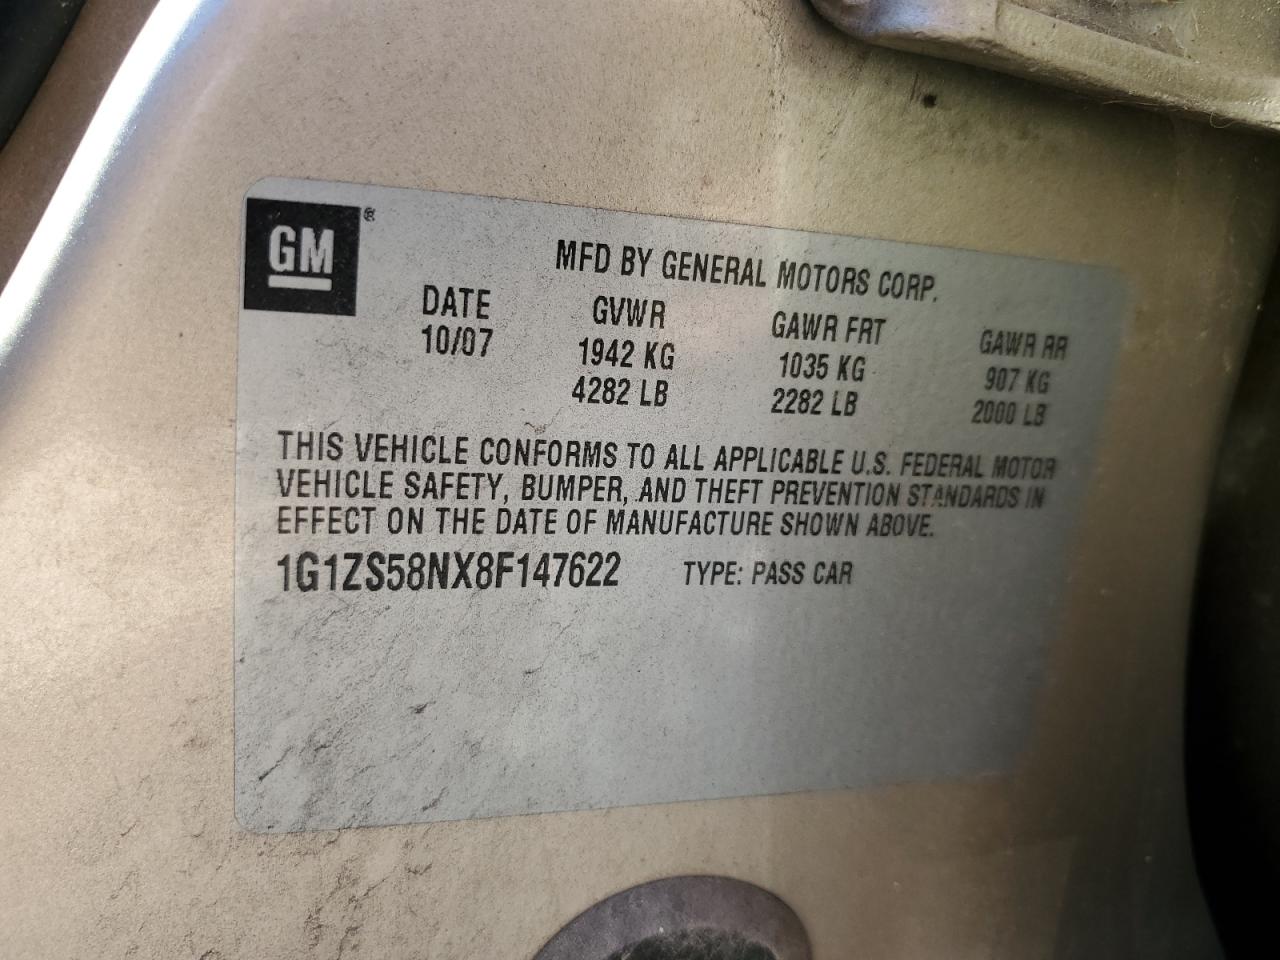 GM®
MFD BY GENERAL MOTORS CORP.
DATE GVWR GAWR FRT GAWR RR
10/07 1942 KG 1035 KG 907 KG
4282 LB 2282 LB 2000 LB
THIS VEHICLE CONFORMS TO ALL APPLICABLE U.S. FEDERAL MOTOR
VEHICLE SAFETY, BUMPER, AND THEFT PREVENTION STANDARDS IN
EFFECT ON THE DATE OF MANUFACTURE SHOWN ABOVE.
1G1ZS58NX8F147622 TYPE: PASS CAR